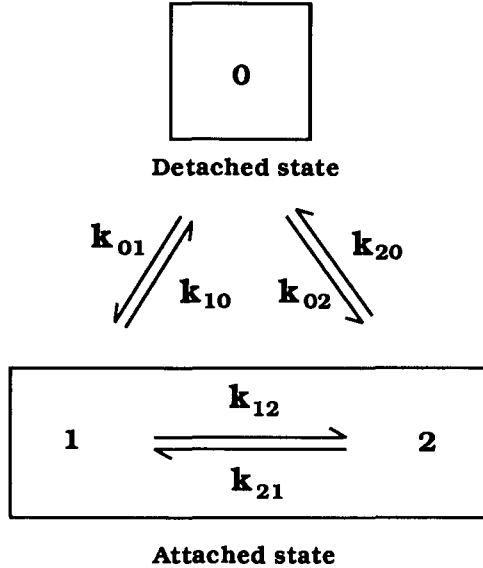 0
Detached state
k01
k20
k10
k02
k12
1
2
k21
Attached state